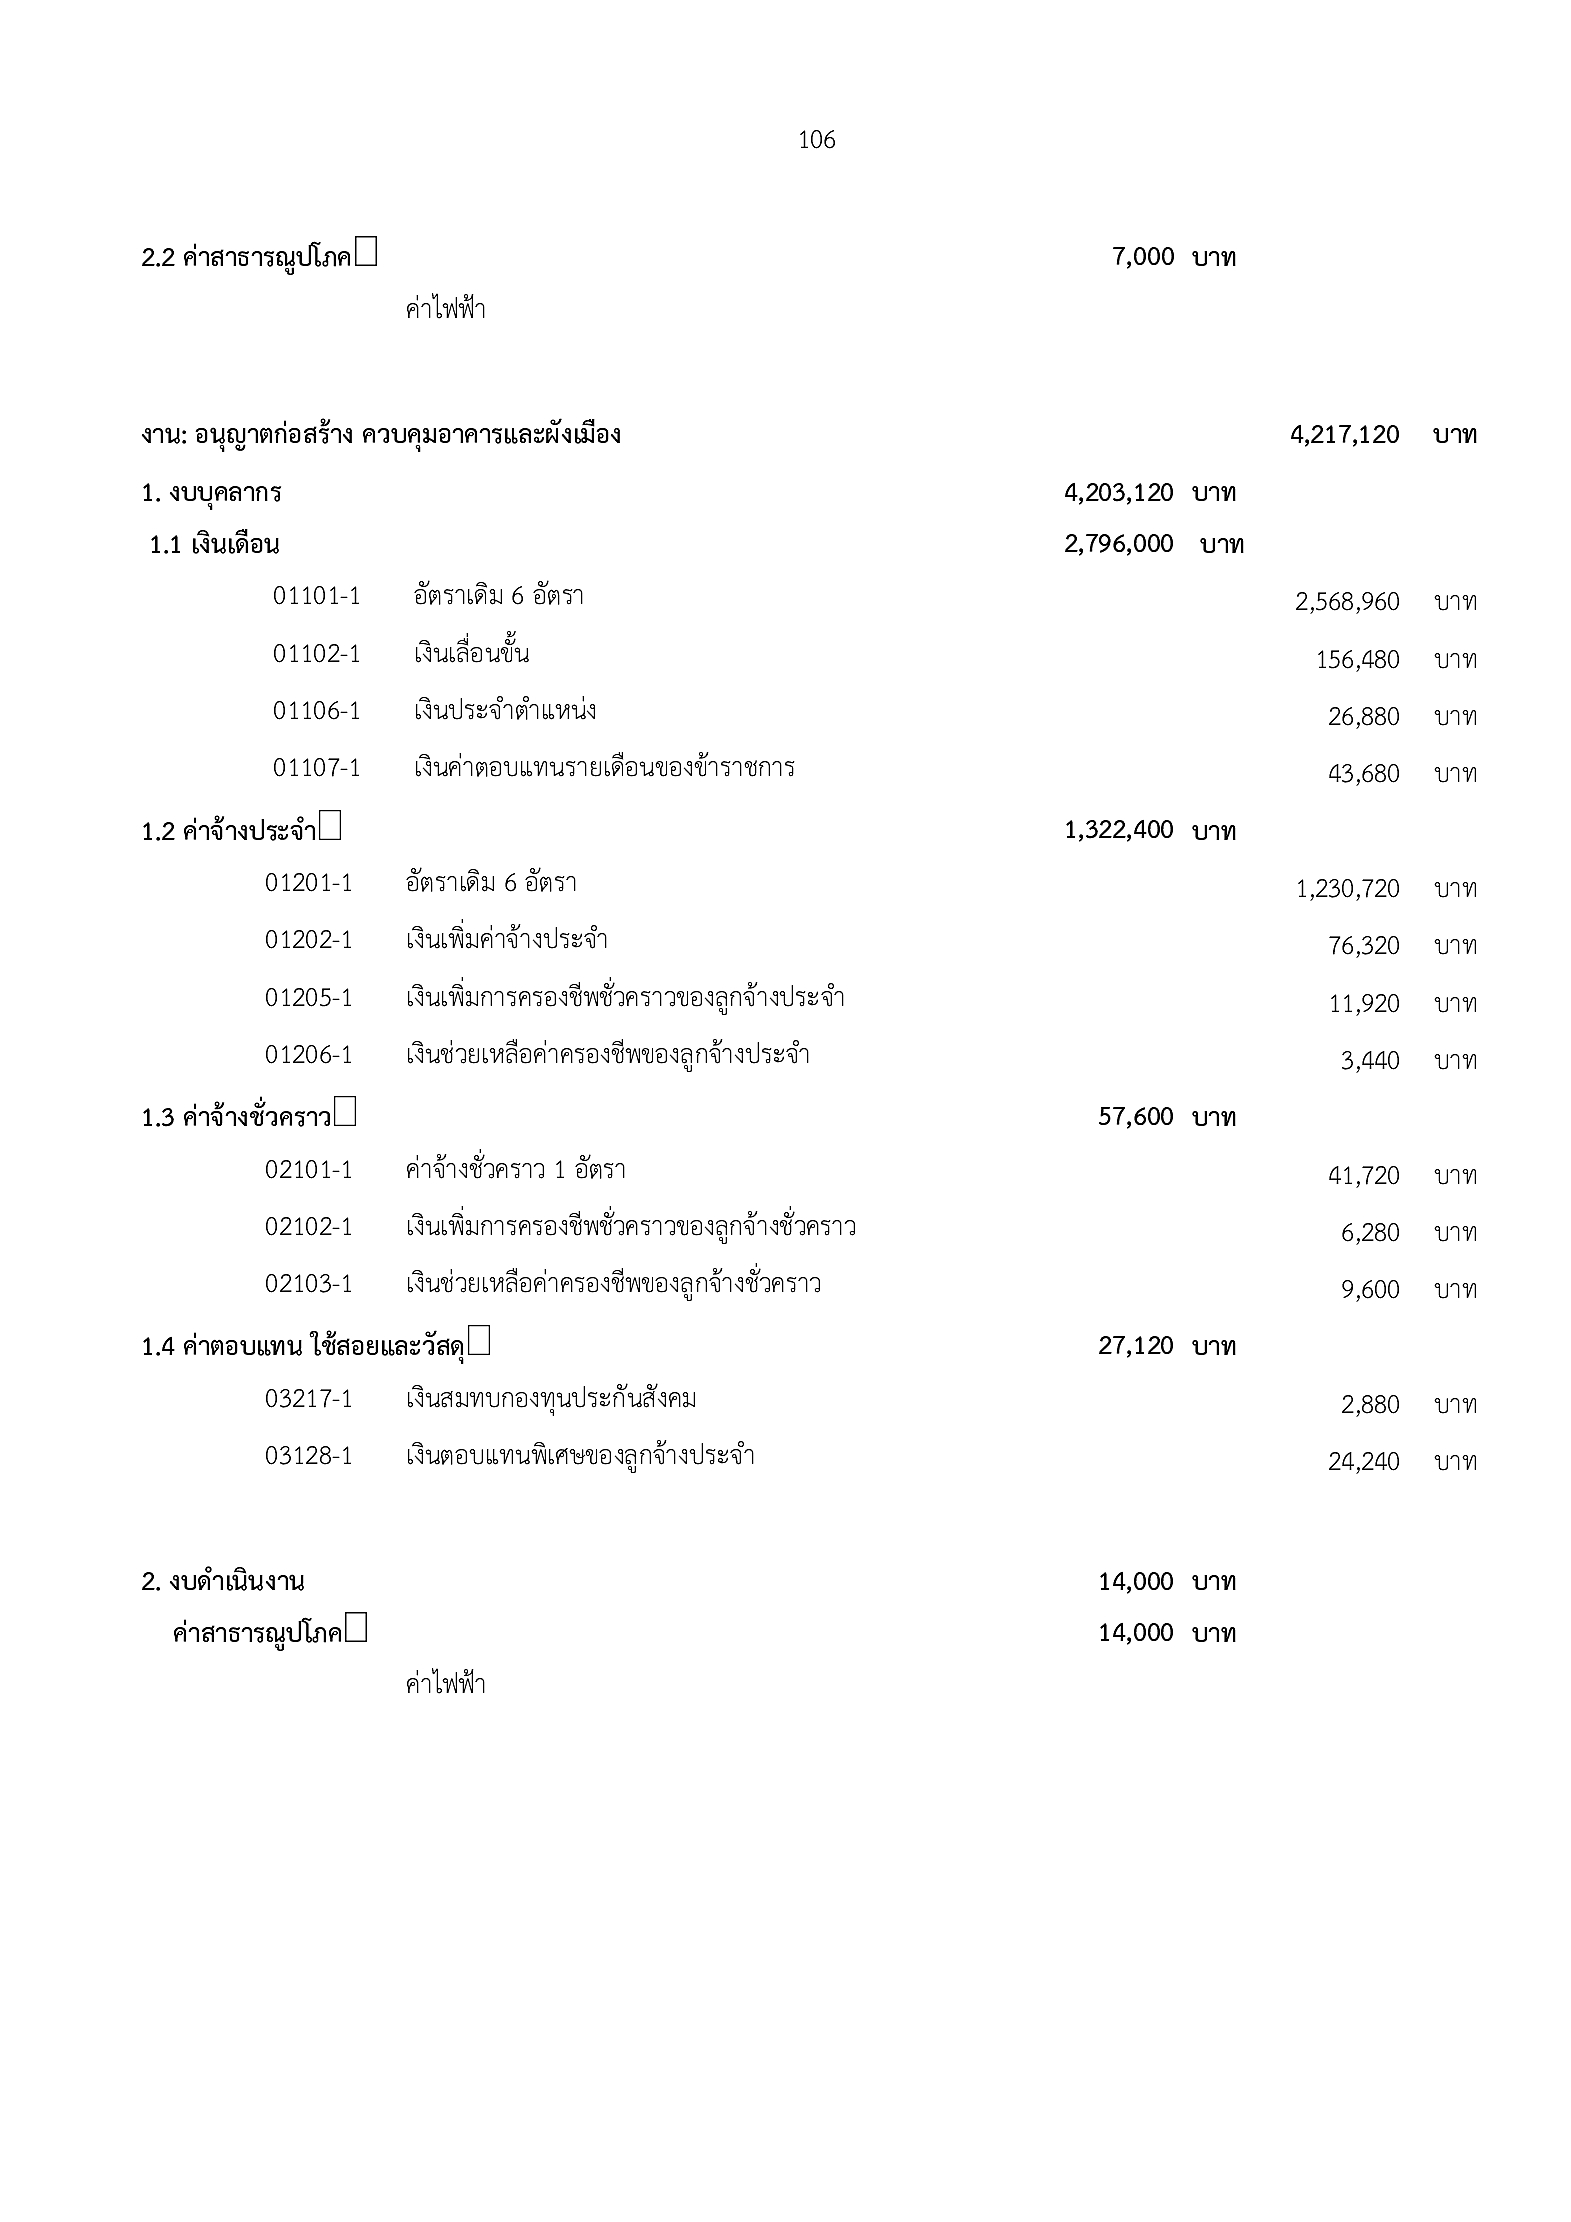 106
2.2 ค่าสาธารณูปโภค 7,000 บาท
ค่าไฟฟ้า
งาน: อนุญาตก่อสร้าง ควบคุมอาคารและผังเมือง 4,217,120 บาท
1. งบบุคลากร 4,203,120 บาท
1.1 เงินเดือน 2,796,000 บาท
01101-1 อัตราเดิม 6 อัตรา 2,568,960 บาท
01102-1 เงินเลื่อนขั้น 156,480 บาท
01106-1 เงินประจำตำแหน่ง 26,880 บาท
01107-1 เงินค่าตอบแทนรายเดือนของข้าราชการ 43,680 บาท
1.2 ค่าจ้างประจำ 1,322,400 บาท
01201-1 อัตราเดิม 6 อัตรา 1,230,720 บาท
01202-1 เงินเพิ่มค่าจ้างประจำ 76,320 บาท
01205-1 เงินเพิ่มการครองชีพชั่วคราวของลูกจ้างประจำ 11,920 บาท
01206-1 เงินช่วยเหลือค่าครองชีพของลูกจ้างประจำ 3,440 บาท
1.3 ค่าจ้างชั่วคราว 57,600 บาท
02101-1 ค่าจ้างชั่วคราว 1 อัตรา 41,720 บาท
02102-1 เงินเพิ่มการครองชีพชั่วคราวของลูกจ้างชั่วคราว 6,280 บาท
02103-1 เงินช่วยเหลือค่าครองชีพของลูกจ้างชั่วคราว 9,600 บาท
1.4 ค่าตอบแทน ใช้สอยและวัสดุ 27,120 บาท
03217-1 เงินสมทบกองทุนประกันสังคม 2,880 บาท
03128-1 เงินตอบแทนพิเศษของลูกจ้างประจำ 24,240 บาท
2. งบดำเนินงาน 14,000 บาท
ค่าสาธารณูปโภค 14,000 บาท
ค่าไฟฟ้า